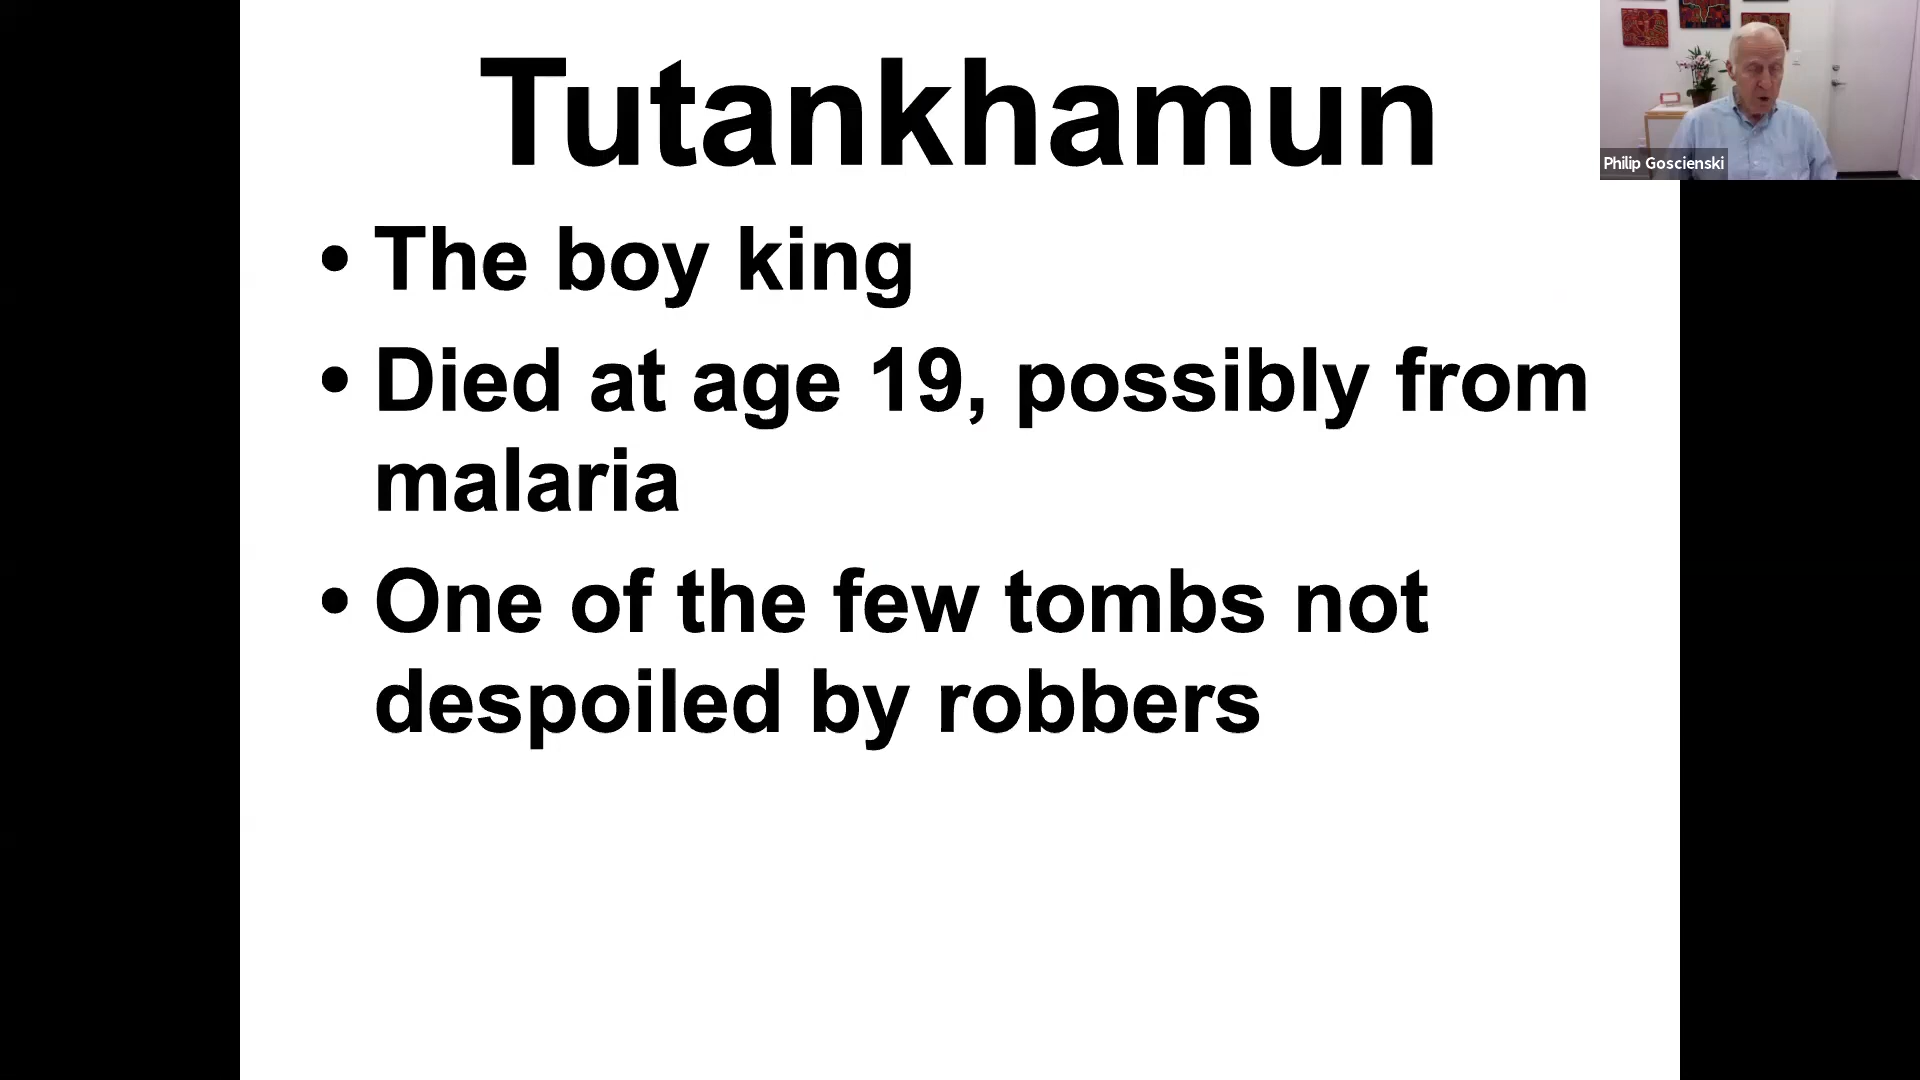 Tutankhamun
• The boy king
• Died at age 19, possibly from
malaria
• One of the few tombs not
despoiled by robbers
Philip Goscienski